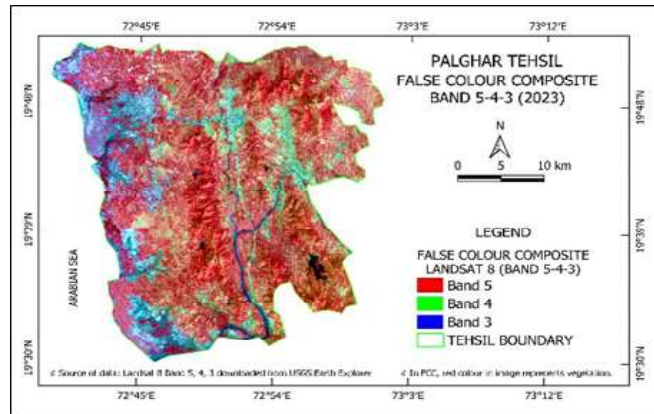 72°45'E 72°54'E 73°3'E 73°12'E
PALGHAR TEHSIL
FALSE COLOUR COMPOSITE
BAND 5-4-3 (2023)
19°48'N 19°48'N
N
0 5 10 km
LEGEND
19°39'N
FALSE COLOUR COMPOSITE
LANDSAT 8 (BAND 5-4-3)
ARABIAN SEA
Band 5
Band 4
Band 3
TEHSIL BOUNDARY
19°30'N 19°30'N
Source of data: Landsat 8 Band 5, 4, 3 downloaded from USGS Earth Explorer
In FCC, red colour in image represents vegetation.
72°45'E 72°54'E 73°3'E 73°12'E